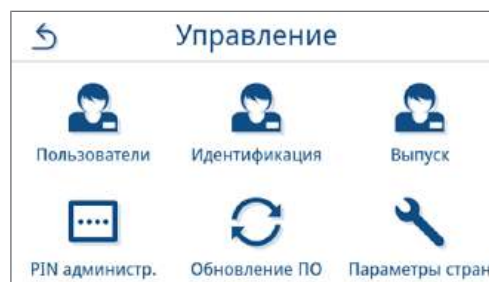 Управление
Пользователи Идентификация Выпуск
PIN администр. Обновление ПО Параметры стран